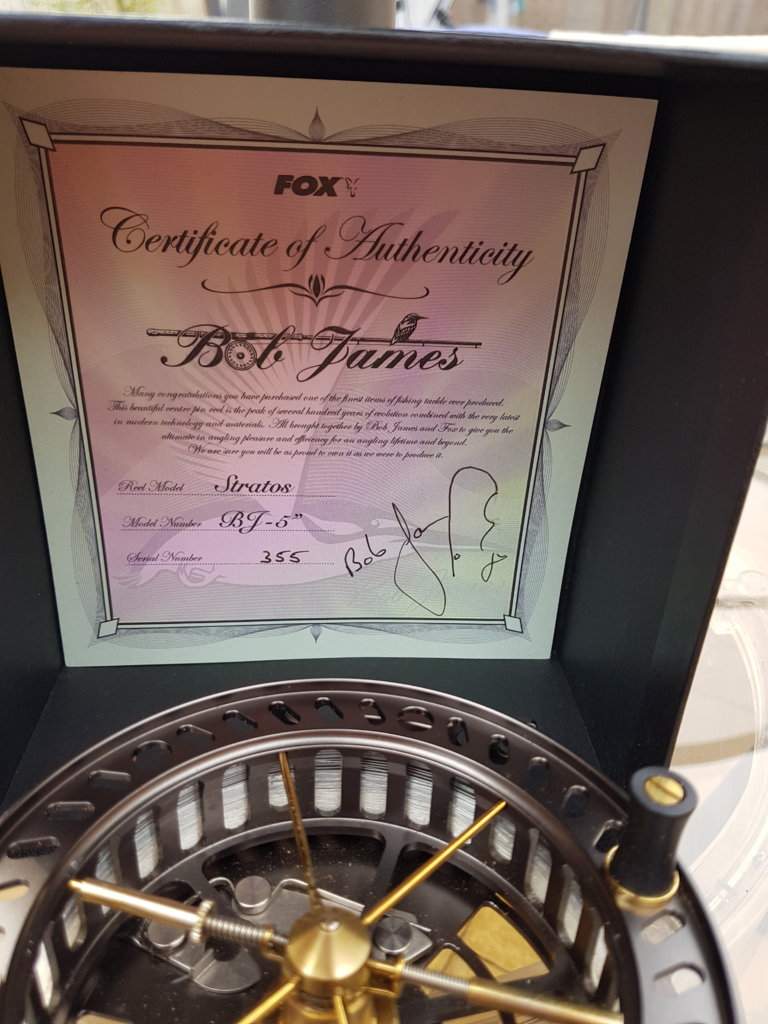 FOX
Certificate of Authenticity
Bob James
Many congratulations you have purchased one of the finest items of fishing tackle ever produced.
This beautiful centre pin reel is the peak of several hundred years of evolution combined with the very latest
in modern technology and materials. All brought together by Bob James and Fox to give you the
ultimate in angling pleasure and efficiency for an angling lifetime and beyond.
We are sure you will be as proud to own it as we were to produce it.
Reel Model Stratos
Model Number BJ-5"
Serial Number 355
Bob James